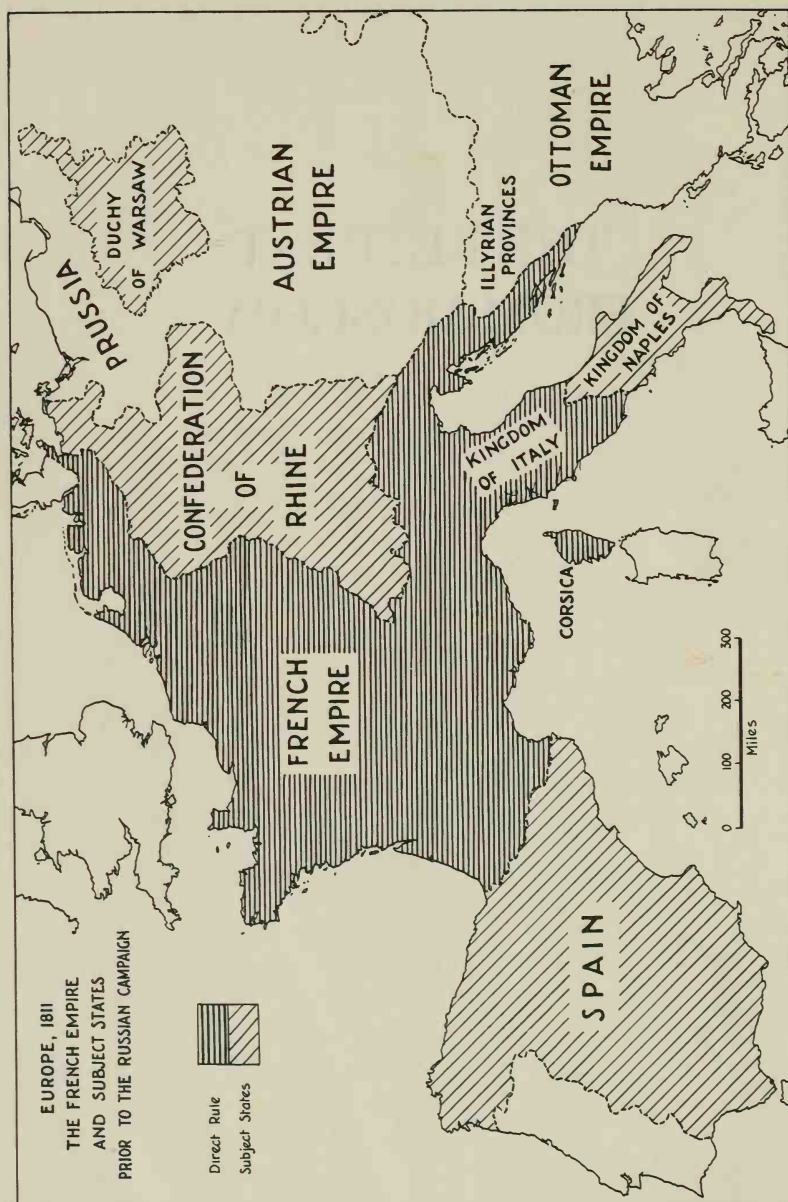 EUROPE, 1811
THE FRENCH EMPIRE
AND SUBJECT STATES
PRIOR TO THE RUSSIAN CAMPAIGN
Direct Rule
Subject States
PRUSSIA
DUCHY
OF WARSAW
CONFEDERATION
OF
RHINE
AUSTRIAN
EMPIRE
FRENCH
EMPIRE
ILLYRIAN
PROVINCES
OTTOMAN
EMPIRE
KINGDOM
OF ITALY
KINGDOM OF
NAPLES
CORSICA
SPAIN
0 100 200 300
Miles